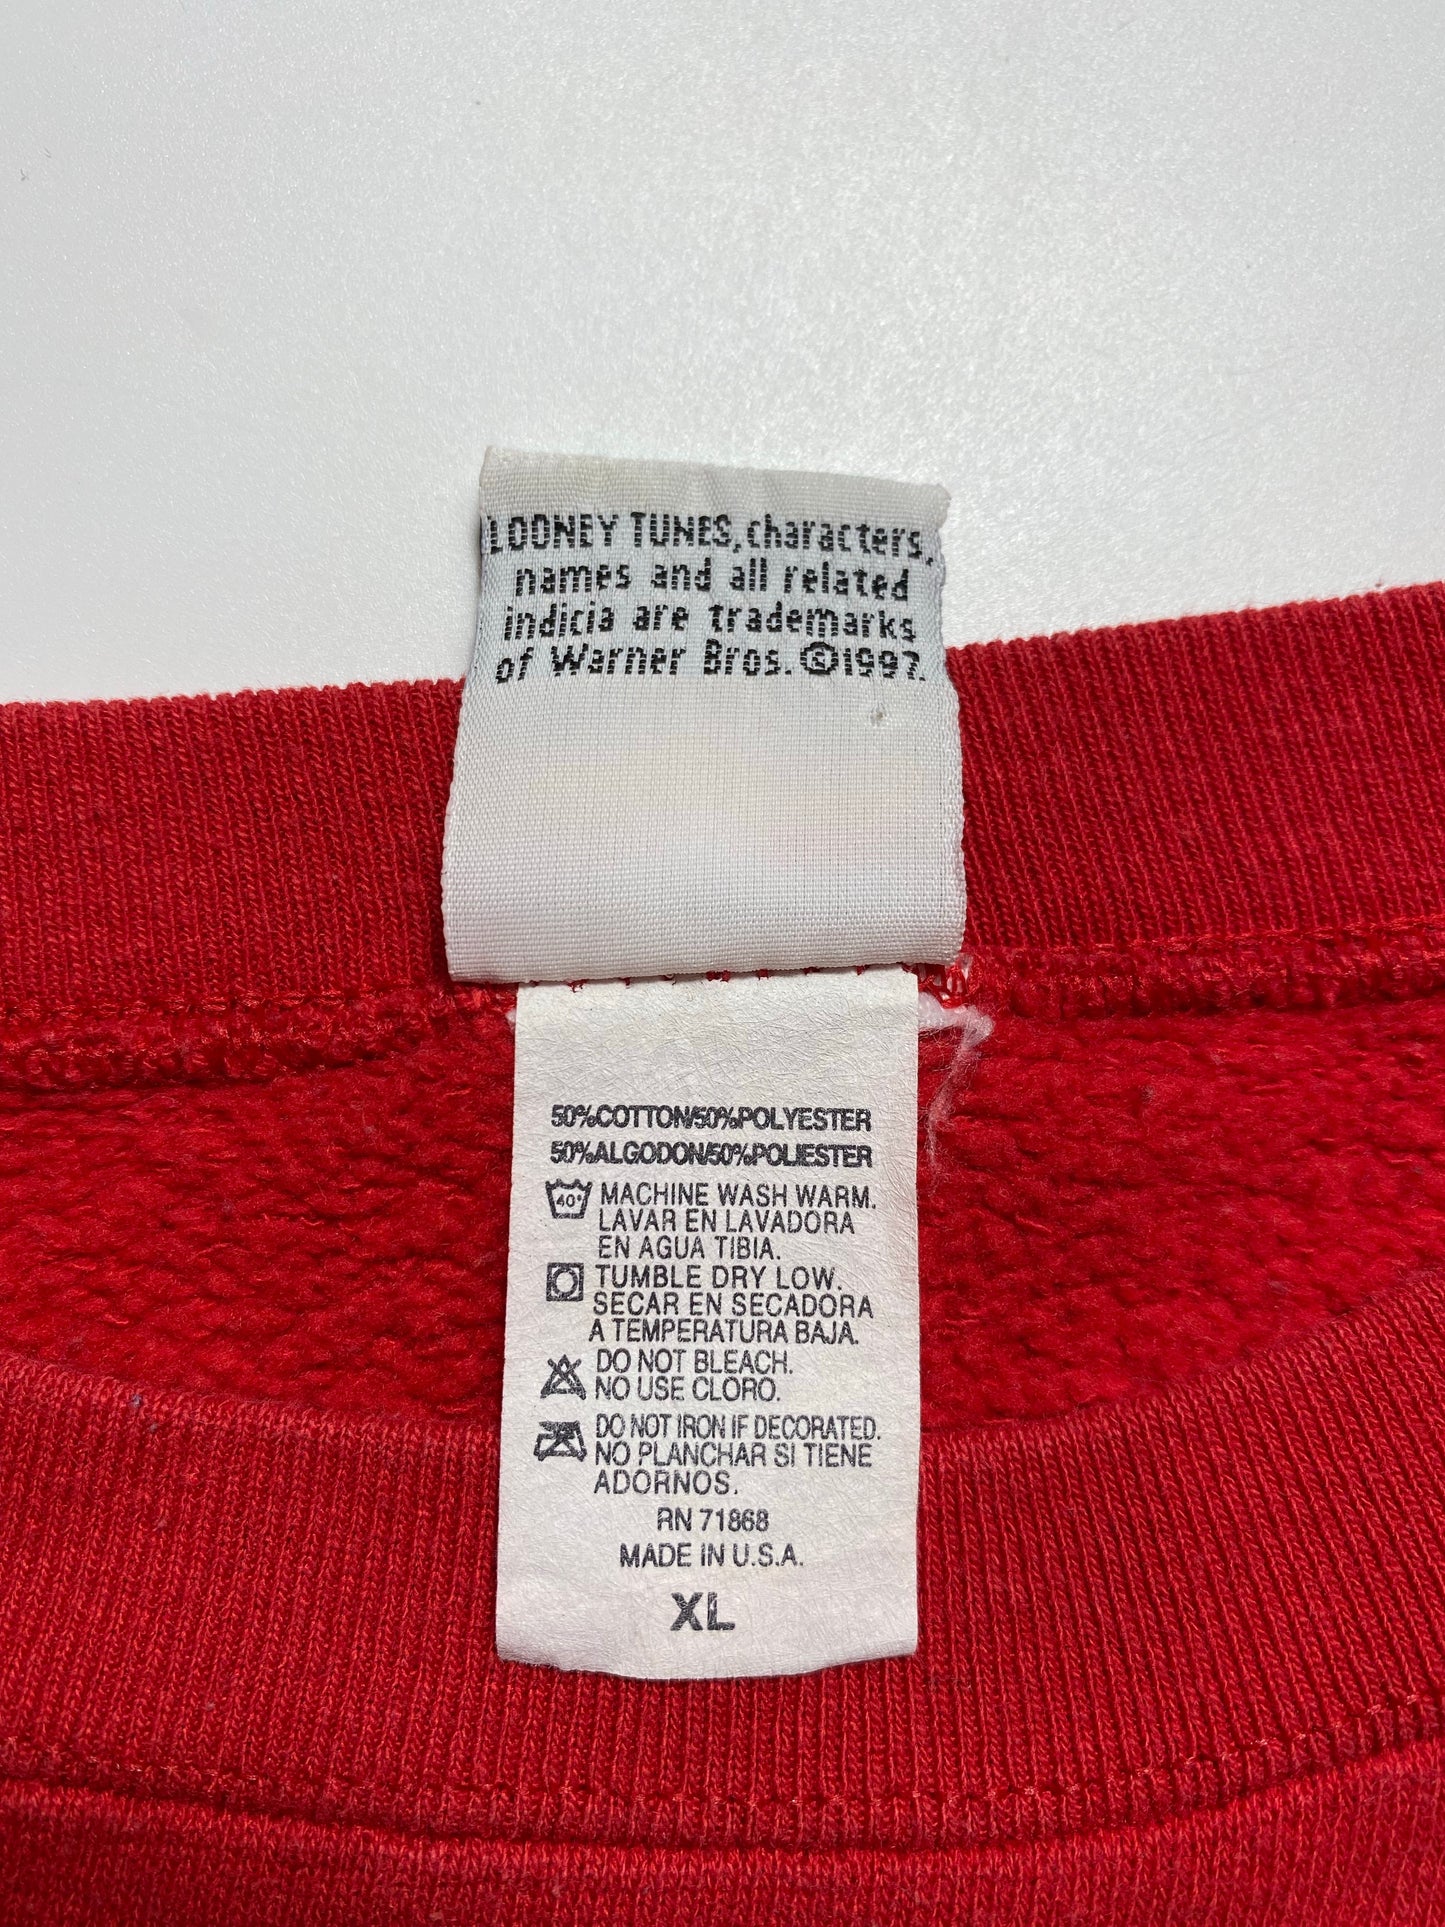 LOONEY TUNES, characters,
names and all related
indicia are trademarks
of Warner Bros. ©1997.
50%COTTON/50%POLYESTER
50%ALGODON/50%POLIESTER
40° MACHINE WASH WARM.
LAVAR EN LAVADORA
EN AGUA TIBIA.
TUMBLE DRY LOW.
SECAR EN SECADORA
A TEMPERATURA BAJA.
DO NOT BLEACH.
NO USE CLORO.
DO NOT IRON IF DECORATED.
NO PLANCHAR SI TIENE
ADORNOS.
RN 71868
MADE IN U.S.A.
XL